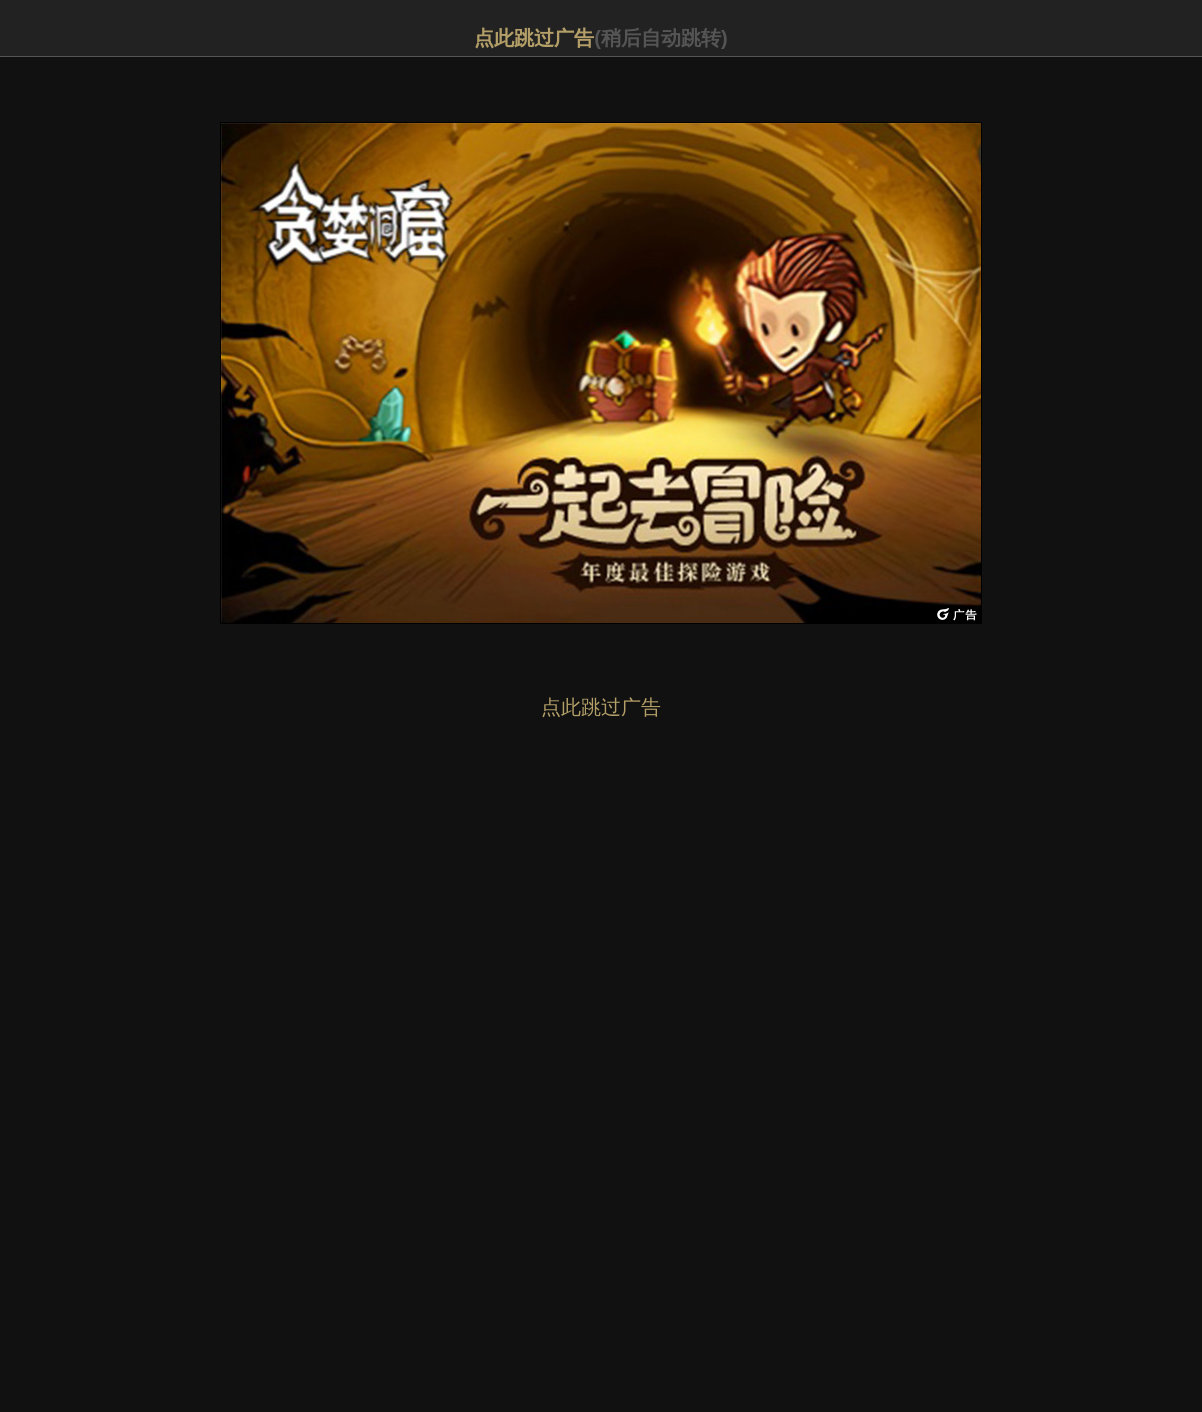 点此跳过广告(稍后自动跳转)
贪婪洞窟
一起去冒险
年度最佳探险游戏
广告
点此跳过广告